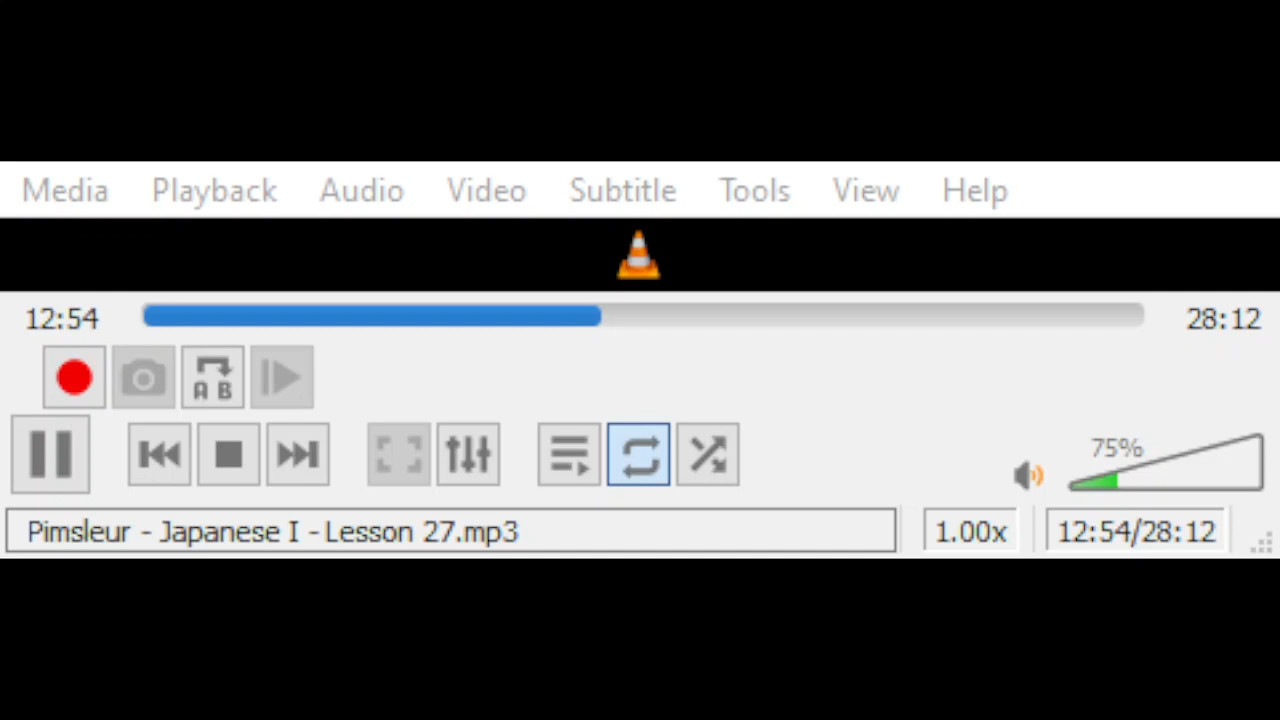 Media Playback Audio Video Subtitle Tools View Help
12:54 28:12
A B
75%
Pimsleur - Japanese I - Lesson 27.mp3 1.00x 12:54/28:12